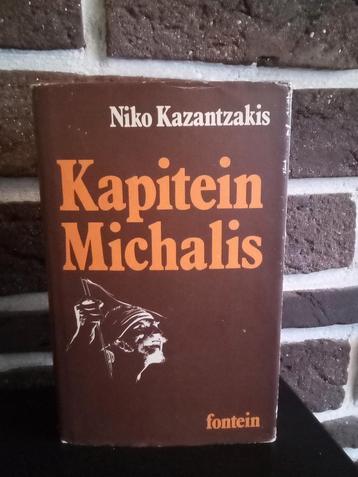 Niko Kazantzakis
Kapitein
Michalis
fontein